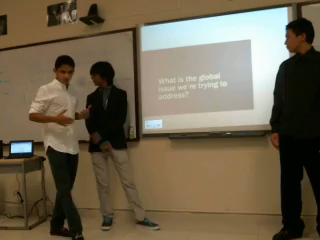 What is the global
issue we're trying to
address?